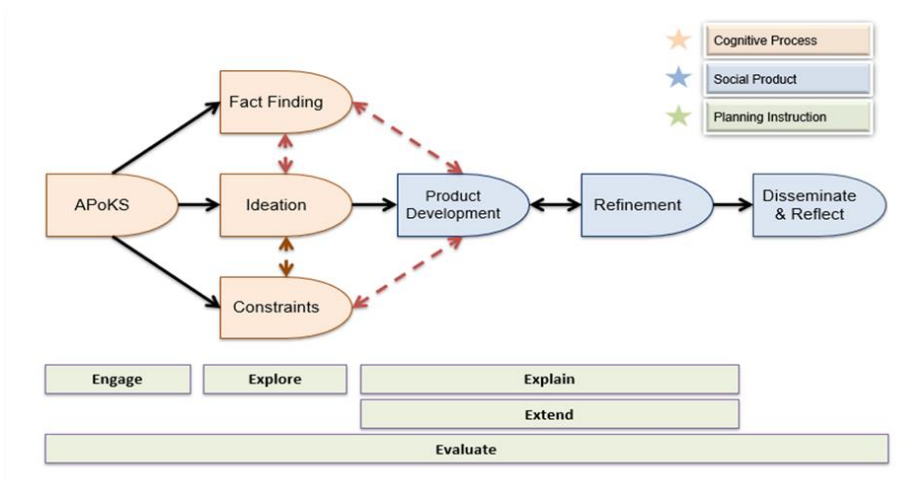 Cognitive Process
Social Product
Planning Instruction
Fact Finding
APoKS
Ideation
Product
Development
Refinement
Disseminate
& Reflect
Constraints
Engage
Explore
Explain
Extend
Evaluate